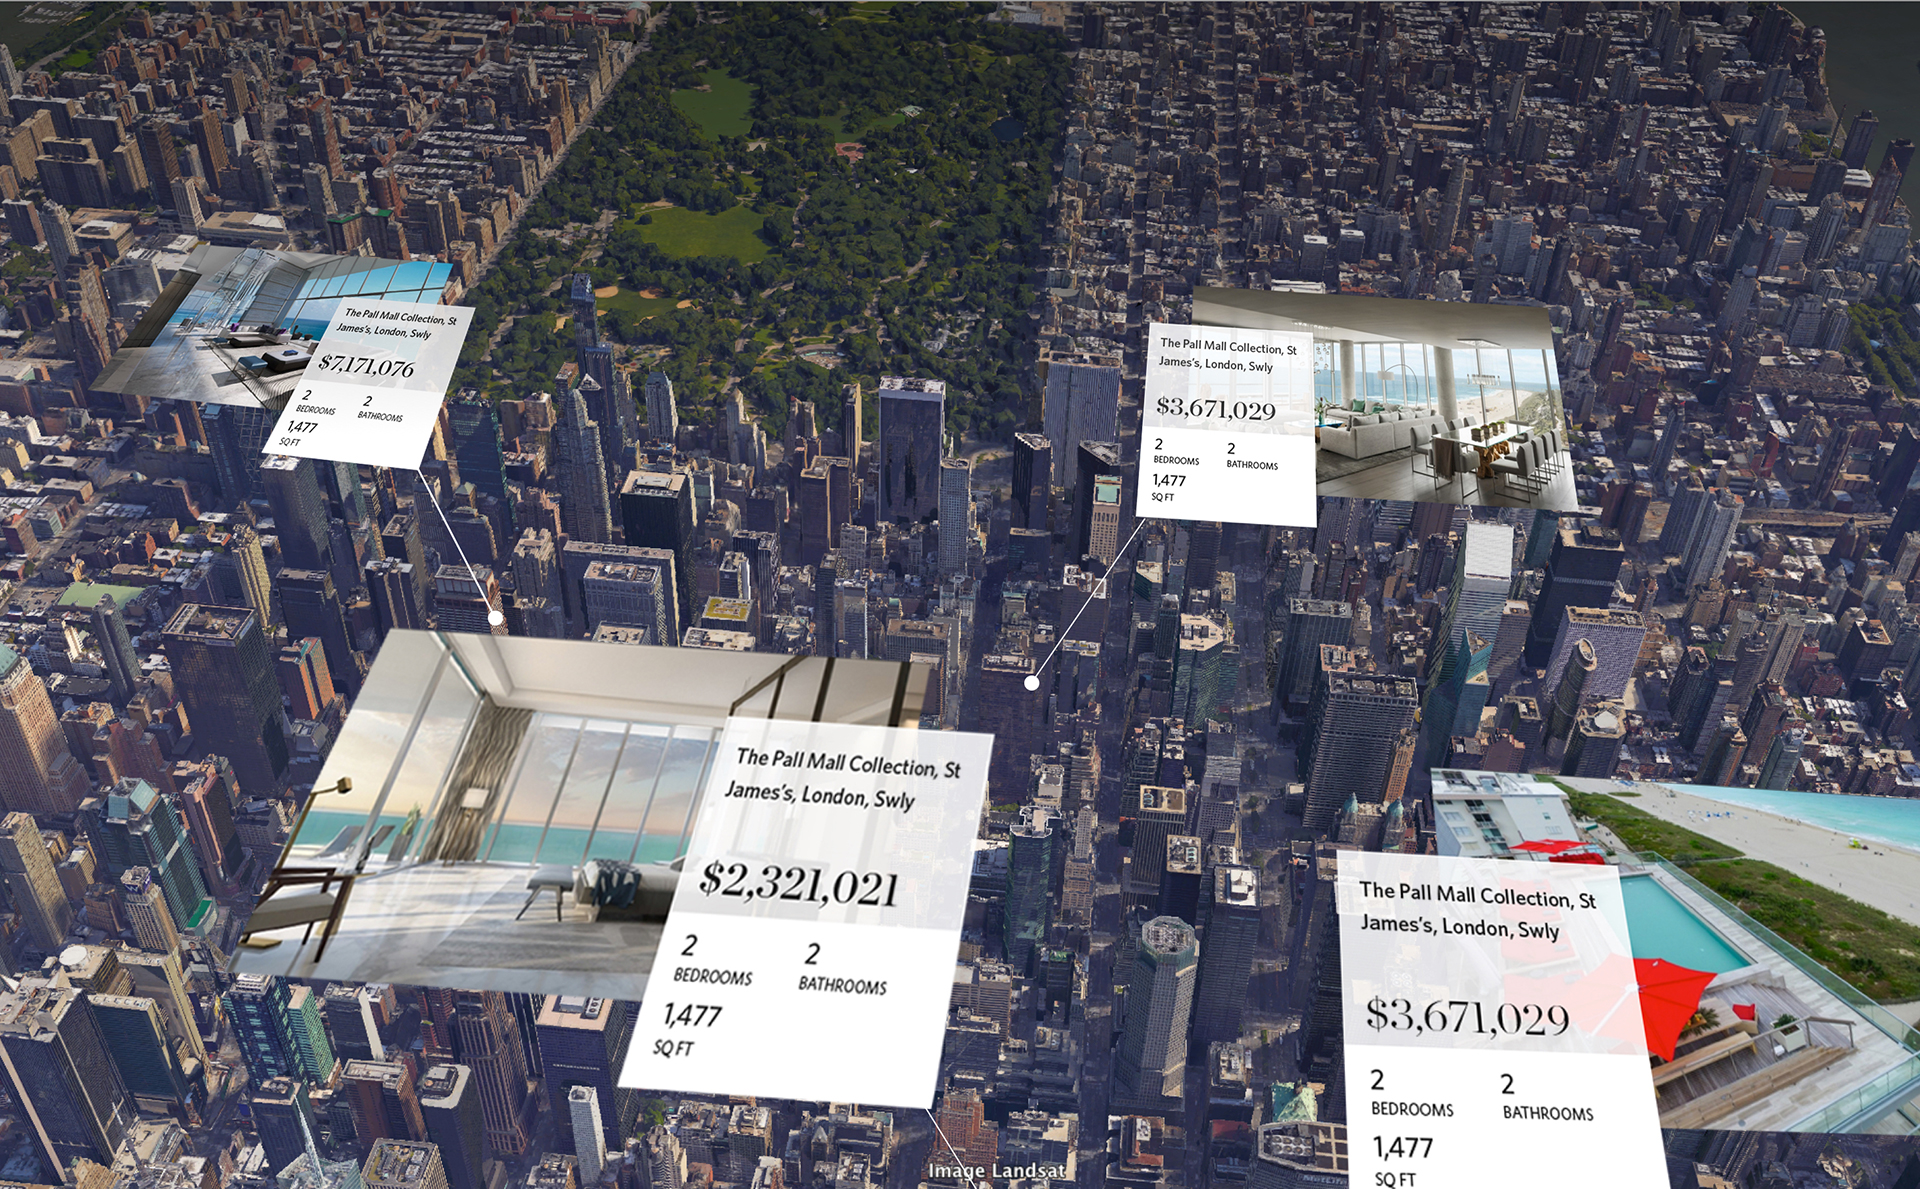 The Pall Mall Collection, St
James's, London, Swly
$7,171,076
2
2
BEDROOMS
BATHROOMS
1,477
SQ FT
The Pall Mall Collection, St
James's, London, Swly
$3,671,029
2
2
BEDROOMS
BATHROOMS
1,477
SQ FT
The Pall Mall Collection, St
James's, London, Swly
$2,321,021
2
2
BEDROOMS
BATHROOMS
1,477
SQ FT
The Pall Mall Collection, St
James's, London, Swly
$3,671,029
2
2
BEDROOMS
BATHROOMS
1,477
SQ FT
Image Landsat